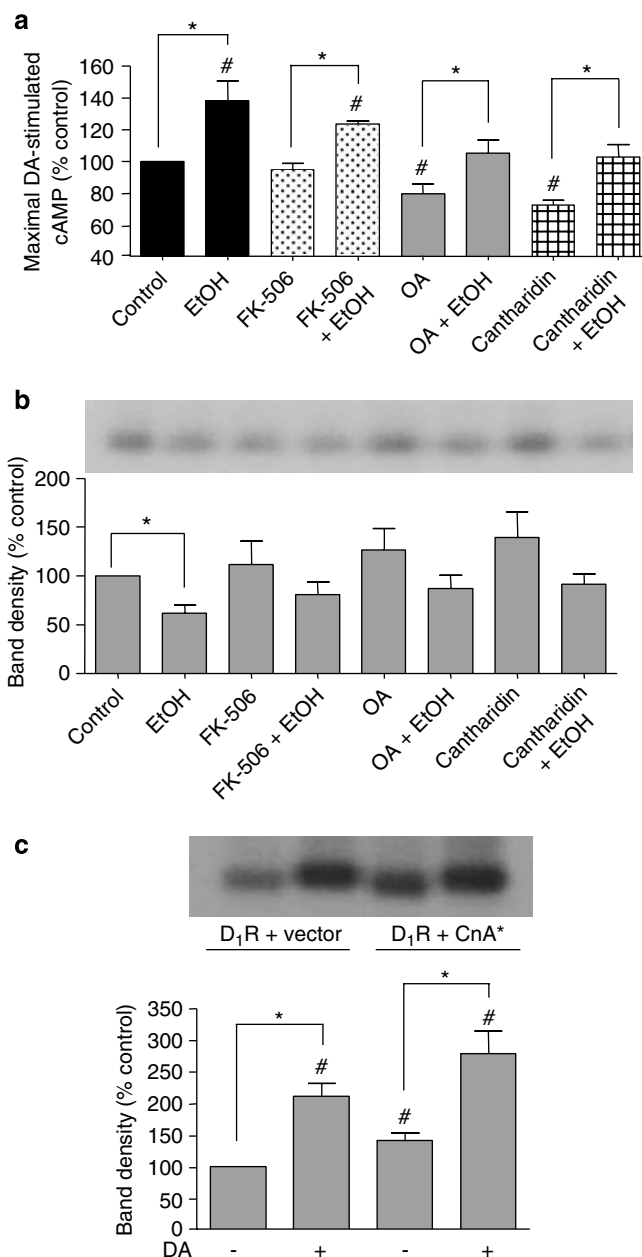 a
Maximal DA-stimulated
cAMP (% control)
160
140
120
100
80
60
40
*
#
*
#
*
#
*
#
Control
EtOH
FK-506
FK-506
+ EtOH
OA
OA + EtOH
Cantharidin
Cantharidin
+ EtOH
b
Band density (% control)
200
150
100
50
0
*
Control
EtOH
FK-506
FK-506 + EtOH
OA
OA + EtOH
Cantharidin
Cantharidin
+ EtOH
c
D₁R + vector
D₁R + CnA*
Band density (% control)
350
300
250
200
150
100
50
0
*
#
*
#
#
DA - + - +